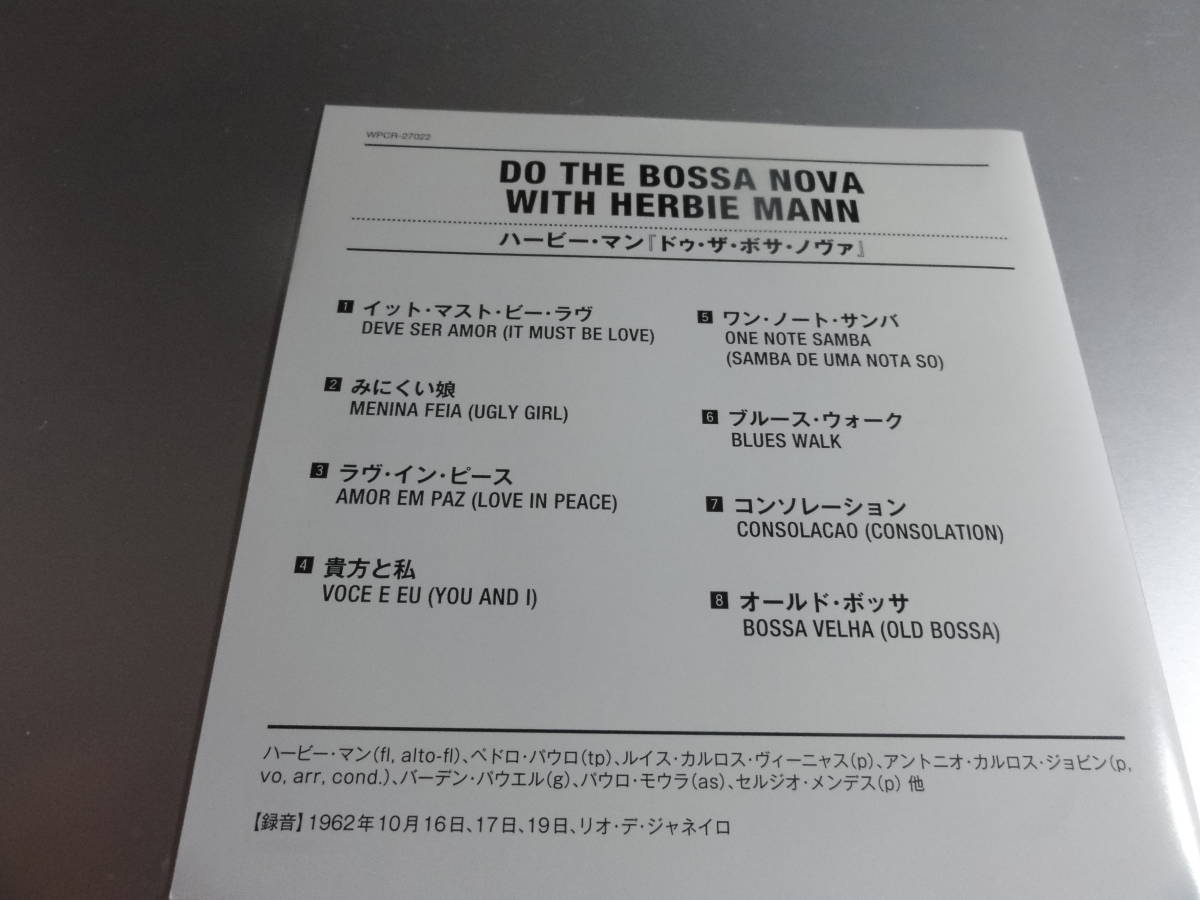 WPCR-27022
DO THE BOSSA NOVA
WITH HERBIE MANN
ハービー・マン『ドゥ・ザ・ボサ・ノヴァ』
1 イット・マスト・ビー・ラヴ
DEVE SER AMOR (IT MUST BE LOVE)
2 みにくい娘
MENINA FEIA (UGLY GIRL)
3 ラヴ・イン・ピース
AMOR EM PAZ (LOVE IN PEACE)
4 貴方と私
VOCE E EU (YOU AND I)
5 ワン・ノート・サンバ
ONE NOTE SAMBA
(SAMBA DE UMA NOTA SO)
6 ブルース・ウォーク
BLUES WALK
7 コンソレーション
CONSOLACAO (CONSOLATION)
8 オールド・ボッサ
BOSSA VELHA (OLD BOSSA)
ハービー・マン(fl, alto-fl)、ペドロ・パウロ(tp)、ルイス・カルロス・ヴィーニャス(p)、アントニオ・カルロス・ジョビン(p,
vo, arr, cond.)、バーデン・パウエル(g)、パウロ・モウラ(as)、セルジオ・メンデス(p) 他
【録音】1962年10月16日、17日、19日、リオ・デ・ジャネイロ